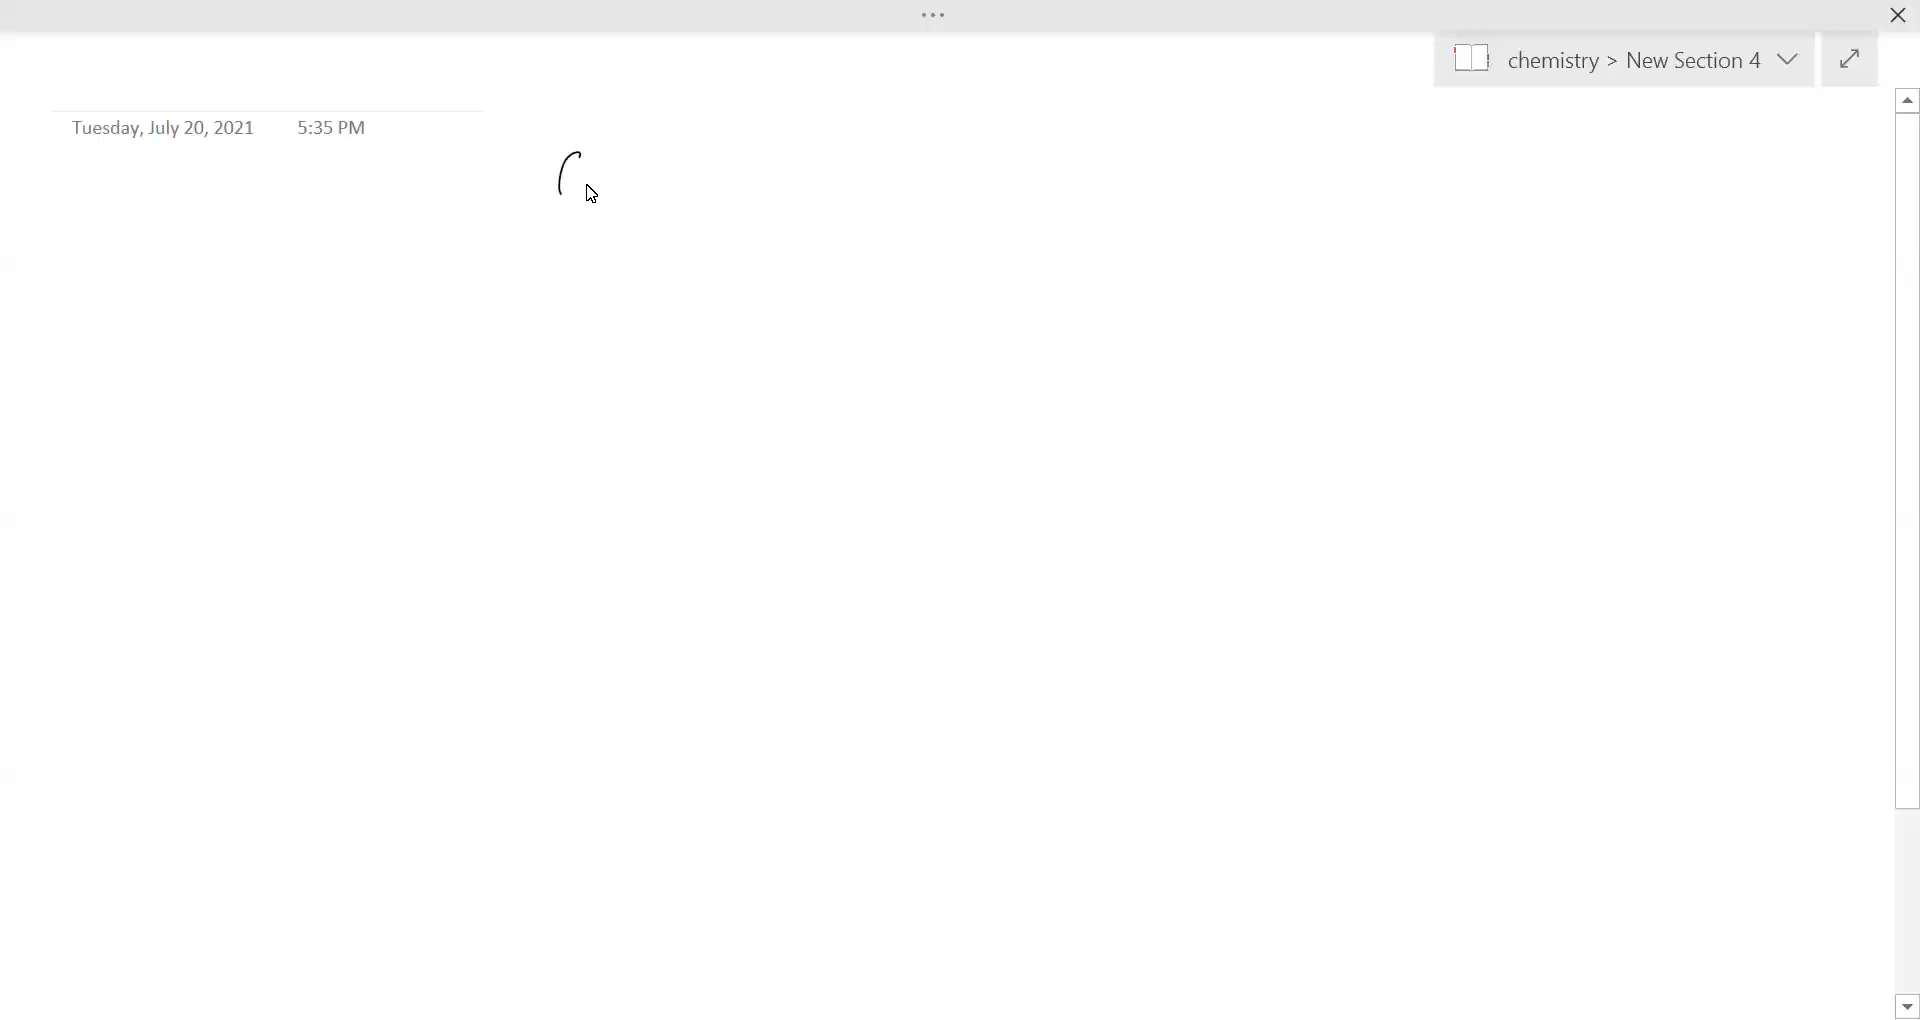 chemistry > New Section 4
Tuesday, July 20, 2021 5:35 PM